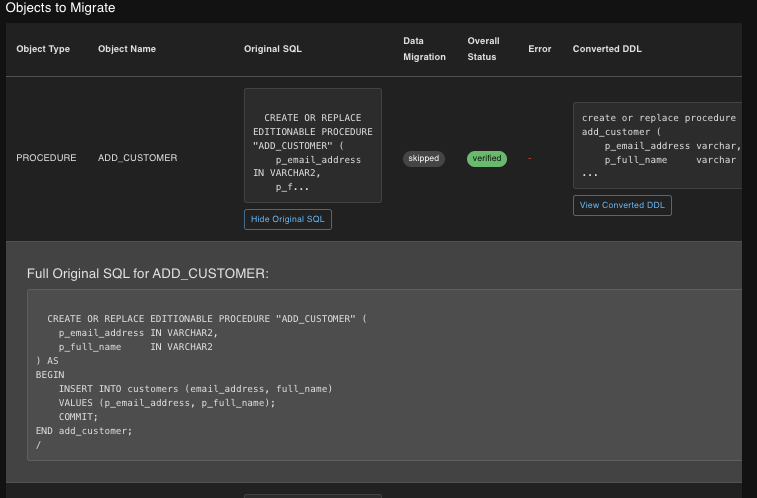 Objects to Migrate
Object Type Object Name Original SQL Data Migration Overall Status Error Converted DDL
PROCEDURE ADD_CUSTOMER
CREATE OR REPLACE
EDITIONABLE PROCEDURE
"ADD_CUSTOMER" (
p_email_address
IN VARCHAR2,
p_f...
Hide Original SQL
skipped
verified
-
create or replace procedure
add_customer (
p_email_address varchar,
p_full_name     varchar
...
View Converted DDL
Full Original SQL for ADD_CUSTOMER:
CREATE OR REPLACE EDITIONABLE PROCEDURE "ADD_CUSTOMER" (
p_email_address IN VARCHAR2,
p_full_name     IN VARCHAR2
) AS
BEGIN
INSERT INTO customers (email_address, full_name)
VALUES (p_email_address, p_full_name);
COMMIT;
END add_customer;
/